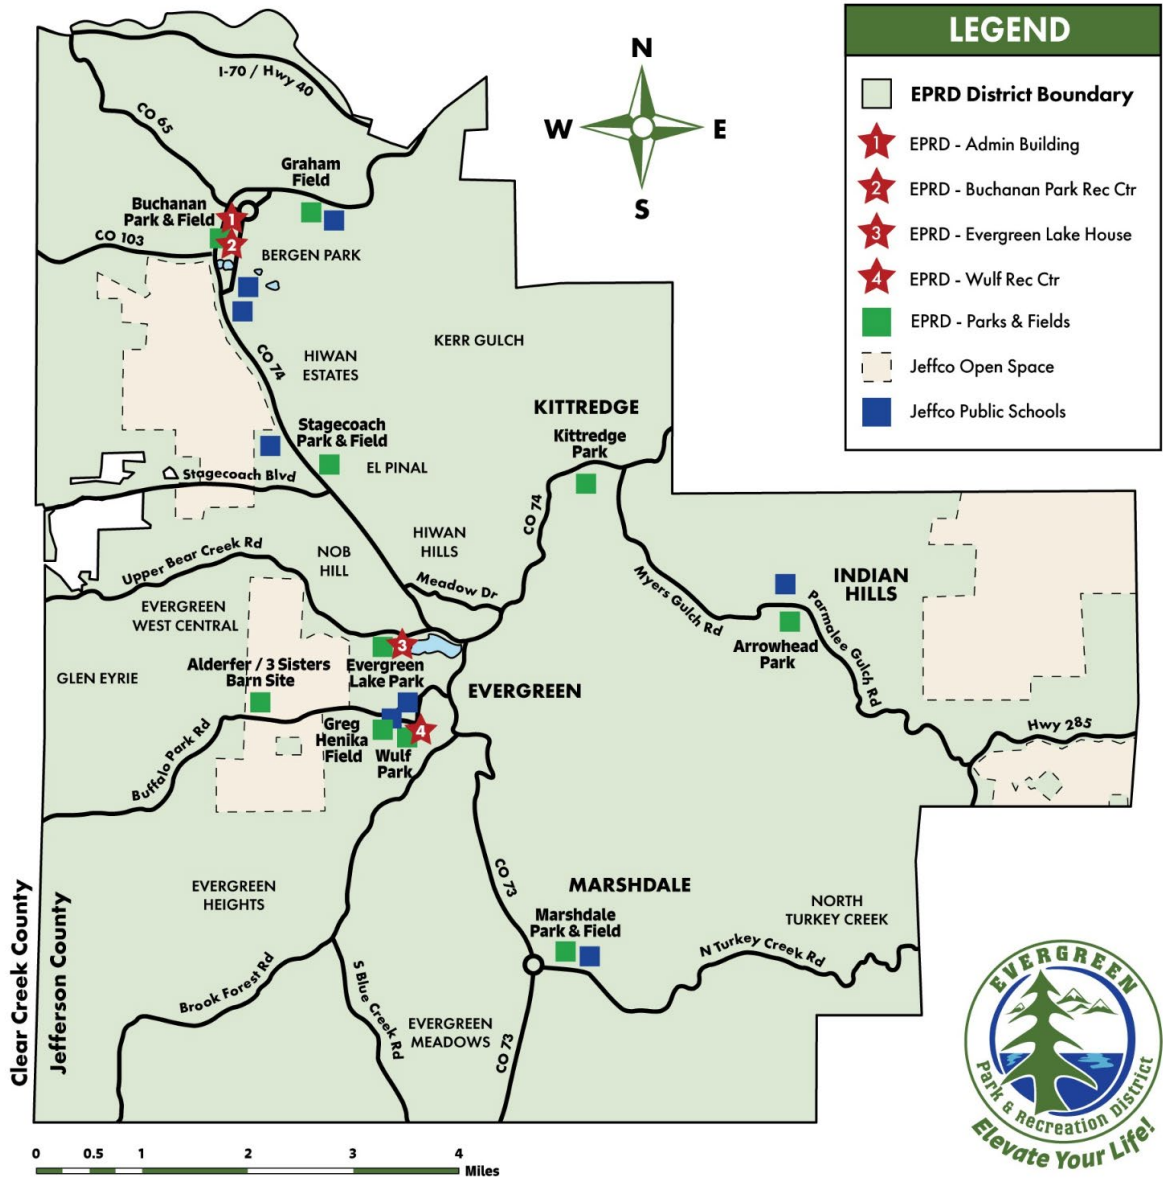 LEGEND
EPRD District Boundary
1
EPRD - Admin Building
2
EPRD - Buchanan Park Rec Ctr
3
EPRD - Evergreen Lake House
4
EPRD - Wulf Rec Ctr
EPRD - Parks & Fields
Jeffco Open Space
Jeffco Public Schools
N
W
E
S
I-70 / Hwy 40
CO 65
Graham
Field
Buchanan
Park & Field
1
2
CO 103
BERGEN PARK
KERR GULCH
CO 74
HIWAN
ESTATES
KITTREDGE
Kittredge
Park
Stagecoach
Park & Field
EL PINAL
Stagecoach Blvd
CO 74
HIWAN
HILLS
NOB
HILL
Upper Bear Creek Rd
Meadow Dr
Myers Gulch Rd
INDIAN
HILLS
Parmalee Gulch Rd
Arrowhead
Park
EVERGREEN
WEST CENTRAL
3
GLEN EYRIE
Alderfer / 3 Sisters
Barn Site
Evergreen
Lake Park
EVERGREEN
Greg
Henika
Field
4
Wulf
Park
Buffalo Park Rd
Hwy 285
EVERGREEN
HEIGHTS
CO 73
MARSHDALE
Marshdale
Park & Field
NORTH
TURKEY CREEK
N Turkey Creek Rd
Brook Forest Rd
S Blue Creek Rd
EVERGREEN
MEADOWS
CO 73
Clear Creek County
Jefferson County
EVERGREEN
Park & Recreation District
Elevate Your Life!
0 0.5 1 2 3 4
Miles